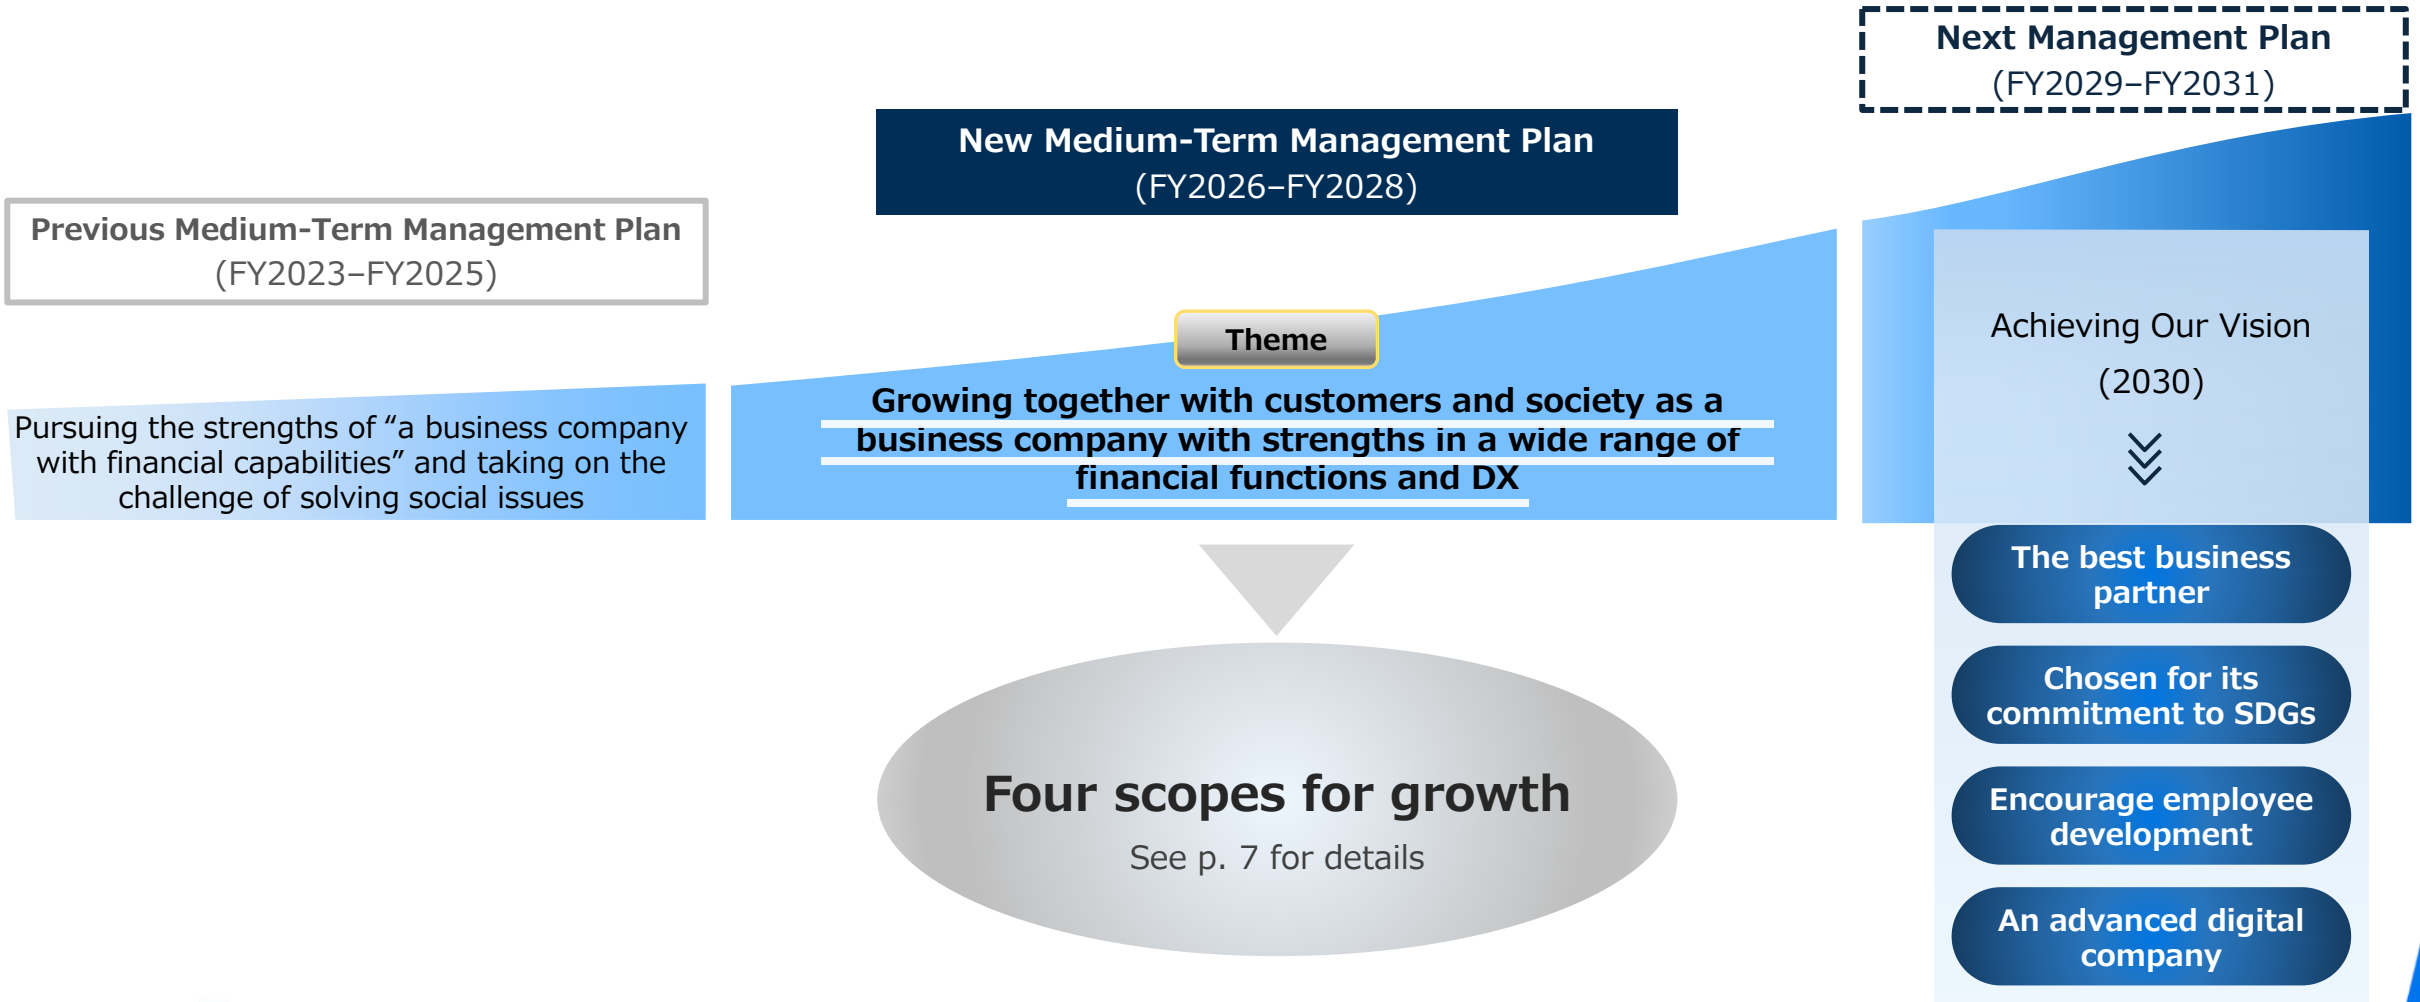 Previous Medium-Term Management Plan
(FY2023–FY2025)
Pursuing the strengths of “a business company
with financial capabilities” and taking on the
challenge of solving social issues
New Medium-Term Management Plan
(FY2026–FY2028)
Theme
Growing together with customers and society as a
business company with strengths in a wide range of
financial functions and DX
Four scopes for growth
See p. 7 for details
Next Management Plan
(FY2029–FY2031)
Achieving Our Vision
(2030)
The best business
partner
Chosen for its
commitment to SDGs
Encourage employee
development
An advanced digital
company